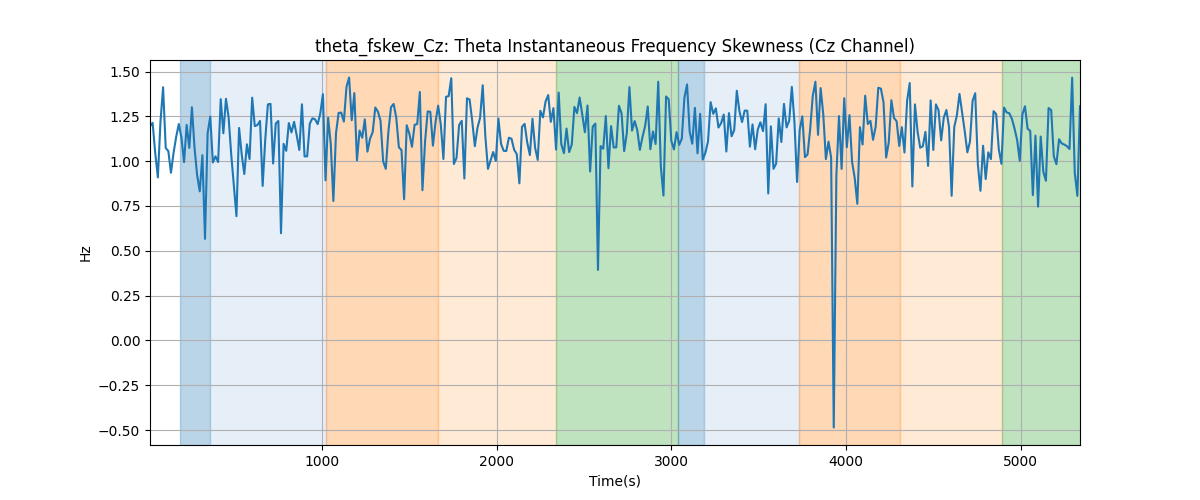 theta_fskew_Cz: Theta Instantaneous Frequency Skewness (Cz Channel)
1.50
1.25
1.00
0.75
0.50
0.25
0.00
−0.25
−0.50
Hz
1000 2000 3000 4000 5000
Time(s)